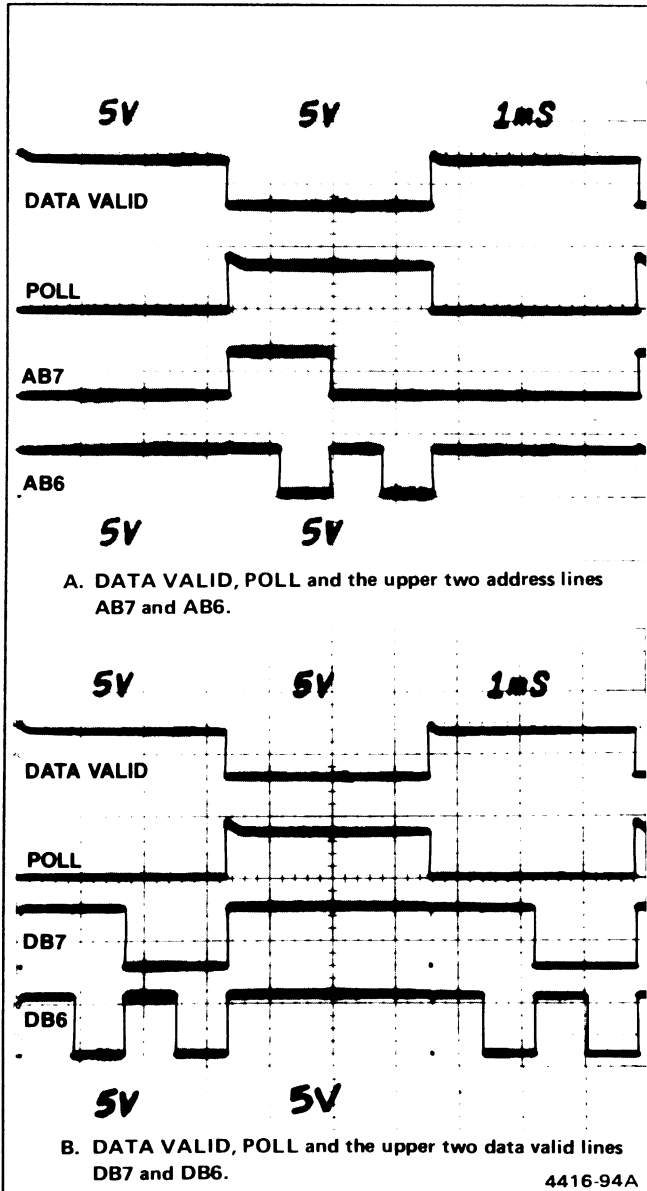 5V 5V 1mS
DATA VALID
POLL
AB7
AB6
5V 5V
A. DATA VALID, POLL and the upper two address lines
AB7 and AB6.
5V 5V 1mS
DATA VALID
POLL
DB7
DB6
5V 5V
B. DATA VALID, POLL and the upper two data valid lines
DB7 and DB6.
4416-94A